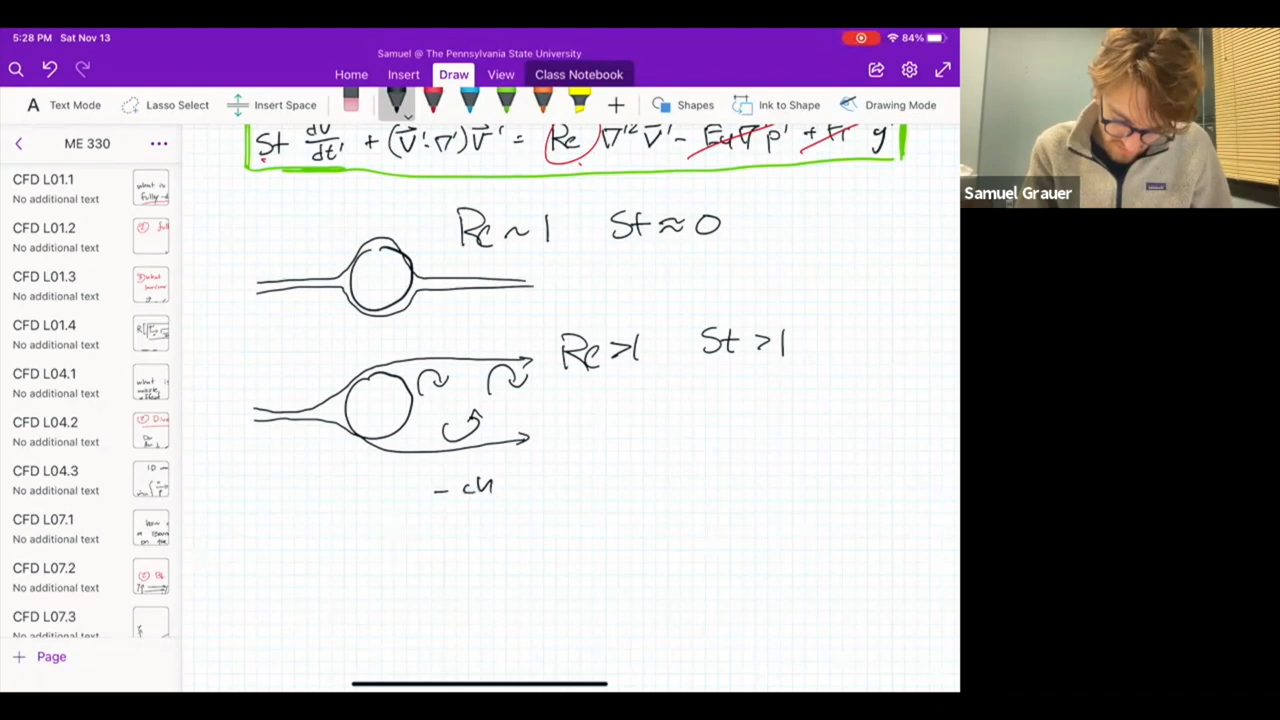 5:28 PM Sat Nov 13
84%
Samuel @ The Pennsylvania State University
Home Insert Draw View Class Notebook
Text Mode Lasso Select Insert Space Shapes Ink to Shape Drawing Mode
ME 330
CFD L01.1
No additional text
CFD L01.2
No additional text
CFD L01.3
No additional text
CFD L01.4
No additional text
CFD L04.1
No additional text
CFD L04.2
No additional text
CFD L04.3
No additional text
CFD L07.1
No additional text
CFD L07.2
No additional text
CFD L07.3
No additional text
Page
Samuel Grauer
Re ~ 1 St ≈ 0
Re > 1 St > 1